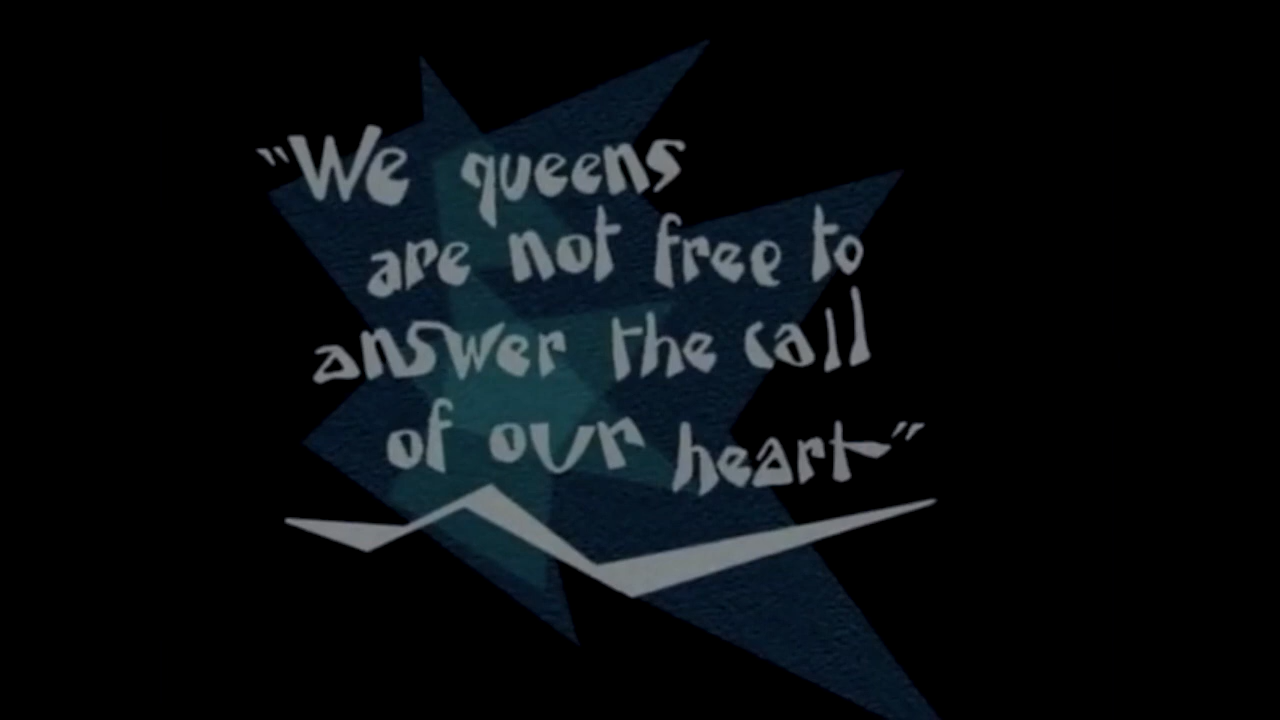 “We queens
are not free to
answer the call
of our heart”